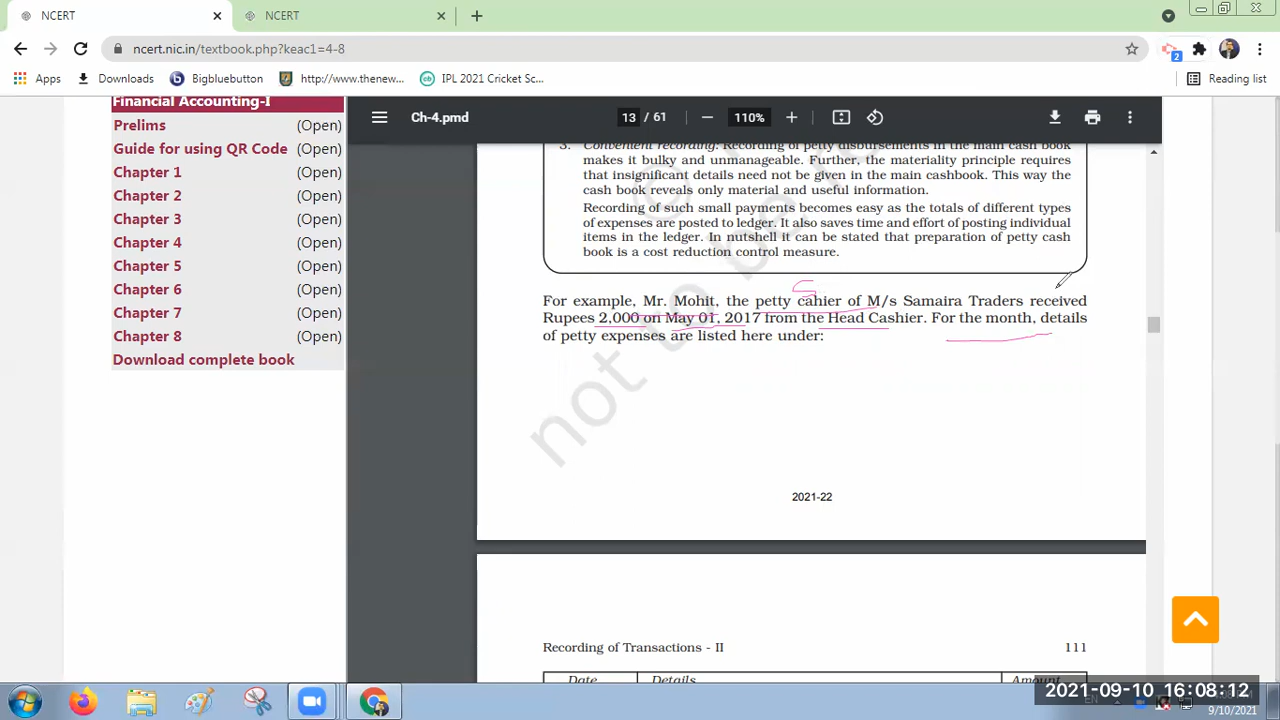 NCERT
NCERT
ncert.nic.in/textbook.php?keac1=4-8
2
Apps
Downloads
Bigbluebutton
http://www.thenew...
IPL 2021 Cricket Sc...
Reading list
Financial Accounting-I
Prelims (Open)
Guide for using QR Code (Open)
Chapter 1 (Open)
Chapter 2 (Open)
Chapter 3 (Open)
Chapter 4 (Open)
Chapter 5 (Open)
Chapter 6 (Open)
Chapter 7 (Open)
Chapter 8 (Open)
Download complete book
Ch-4.pmd
13 / 61
110%
3. Convenient recording: Recording of petty disbursements in the main cash book
makes it bulky and unmanageable. Further, the materiality principle requires
that insignificant details need not be given in the main cashbook. This way the
cash book reveals only material and useful information.
Recording of such small payments becomes easy as the totals of different types
of expenses are posted to ledger. It also saves time and effort of posting individual
items in the ledger. In nutshell it can be stated that preparation of petty cash
book is a cost reduction control measure.
S
For example, Mr. Mohit, the petty cahier of M/s Samaira Traders received
Rupees 2,000 on May 01, 2017 from the Head Cashier. For the month, details
of petty expenses are listed here under:
©
not to be
2021-22
Recording of Transactions - II
111
Date Details Amount
2021-09-10 16:08:12
EN
9/10/2021